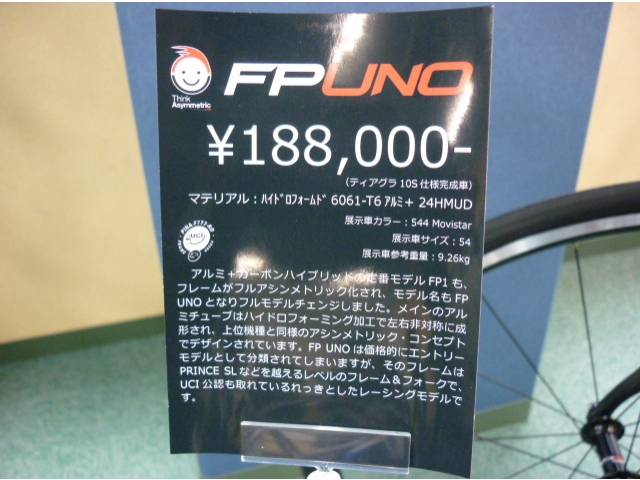 FPUNO
Think
Asymmetric
¥188,000-
(ティアグラ 10S 仕様完成車)
マテリアル：ﾊｲﾄﾞﾛﾌｫｰﾑﾄﾞ 6061-T6 ｱﾙﾐ＋ 24HMUD
展示車カラー：544 Movistar
展示車サイズ：54
展示車参考重量：9.26kg
UCI
アルミ＋カーボンハイブリッドの定番モデル FP1 も、
フレームがフルアシンメトリック化され、モデル名も FP
UNO となりフルモデルチェンジしました。メインのアル
ミチューブはハイドロフォーミング加工で左右非対称に成
形され、上位機種と同様のアシンメトリック・コンセプト
でデザインされています。FP UNO は価格的にエントリー
モデルとして分類されてしまいますが、そのフレームは
PRINCE SL などを越えるレベルのフレーム＆フォークで、
UCI 公認も取れているれっきとしたレーシングモデルで
す。